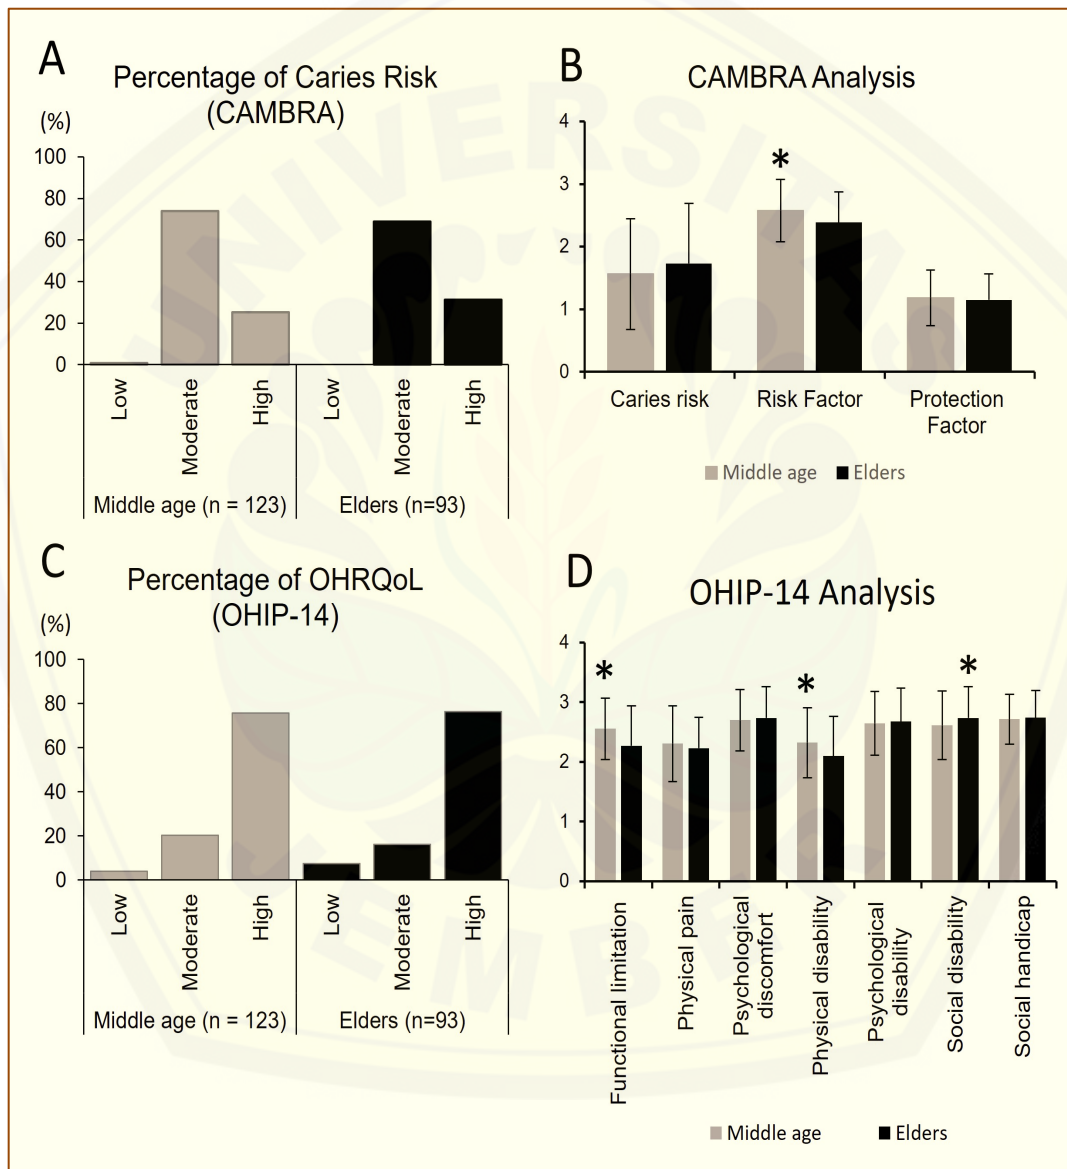 A
Percentage of Caries Risk
(CAMBRA)
(%)
100
80
60
40
20
0
Low
Moderate
High
Low
Moderate
High
Middle age (n = 123)
Elders (n=93)
B
CAMBRA Analysis
4
3
2
1
0
*
Caries risk
Risk Factor
Protection
Factor
Middle age
Elders
C
Percentage of OHRQoL
(OHIP-14)
(%)
100
80
60
40
20
0
Low
Moderate
High
Low
Moderate
High
Middle age (n = 123)
Elders (n=93)
D
OHIP-14 Analysis
4
3
2
1
0
*
*
*
Functional limitation
Physical pain
Psychological
discomfort
Physical disability
Psychological
disability
Social disability
Social handicap
Middle age
Elders
UNIVERSITAS
JEMBER